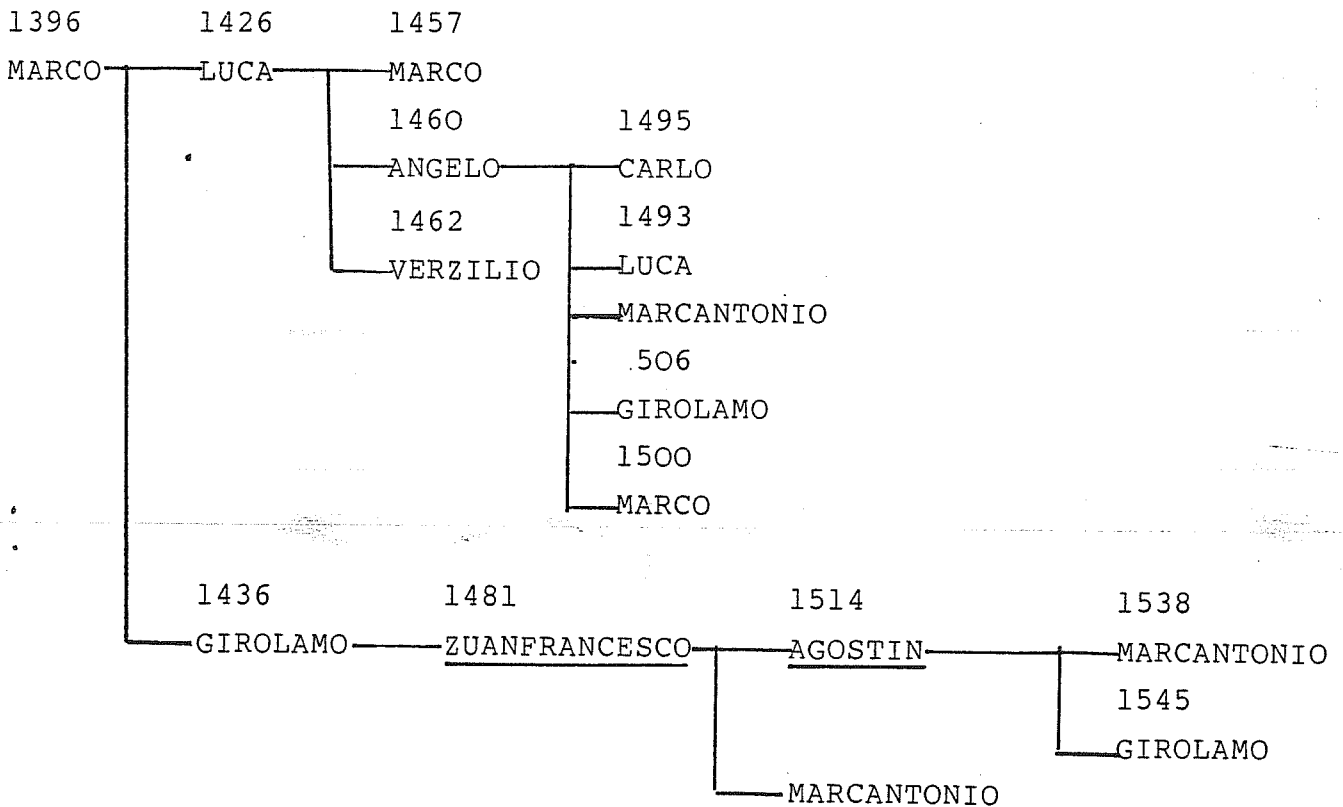 1396 1426 1457
MARCO LUCA MARCO
1460 1495
ANGELO CARLO
1462 1493
VERZILIO LUCA
MARCANTONIO
.506
GIROLAMO
1500
MARCO
1436 1481 1514 1538
GIROLAMO ZUANFRANCESCO AGOSTIN MARCANTONIO
1545
GIROLAMO
MARCANTONIO